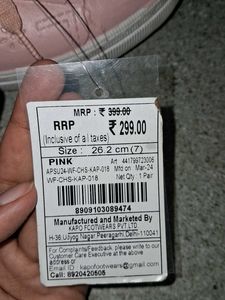 MRP : ₹ 399.00
RRP ₹ 299.00
(Inclusive of all taxes)
Size : 26.2 cm (7)
PINK Art 441799723006
APSU24-WF-CHS-KAP-018 Mfd on Mar-24
WF-CHS-KAP-018 Net Qty. 1 Pair
8909103089474
Manufactured and Marketed By
KAPO FOOTWEARS PVT LTD
H-36,Udyog Nagar,Peeragarhi,Delhi-110041
For Complaints/Feedback please write to our
Customer Care Executive at the above
address or
Email ID : kapofootwears@gmail.com
Call: 8920420605